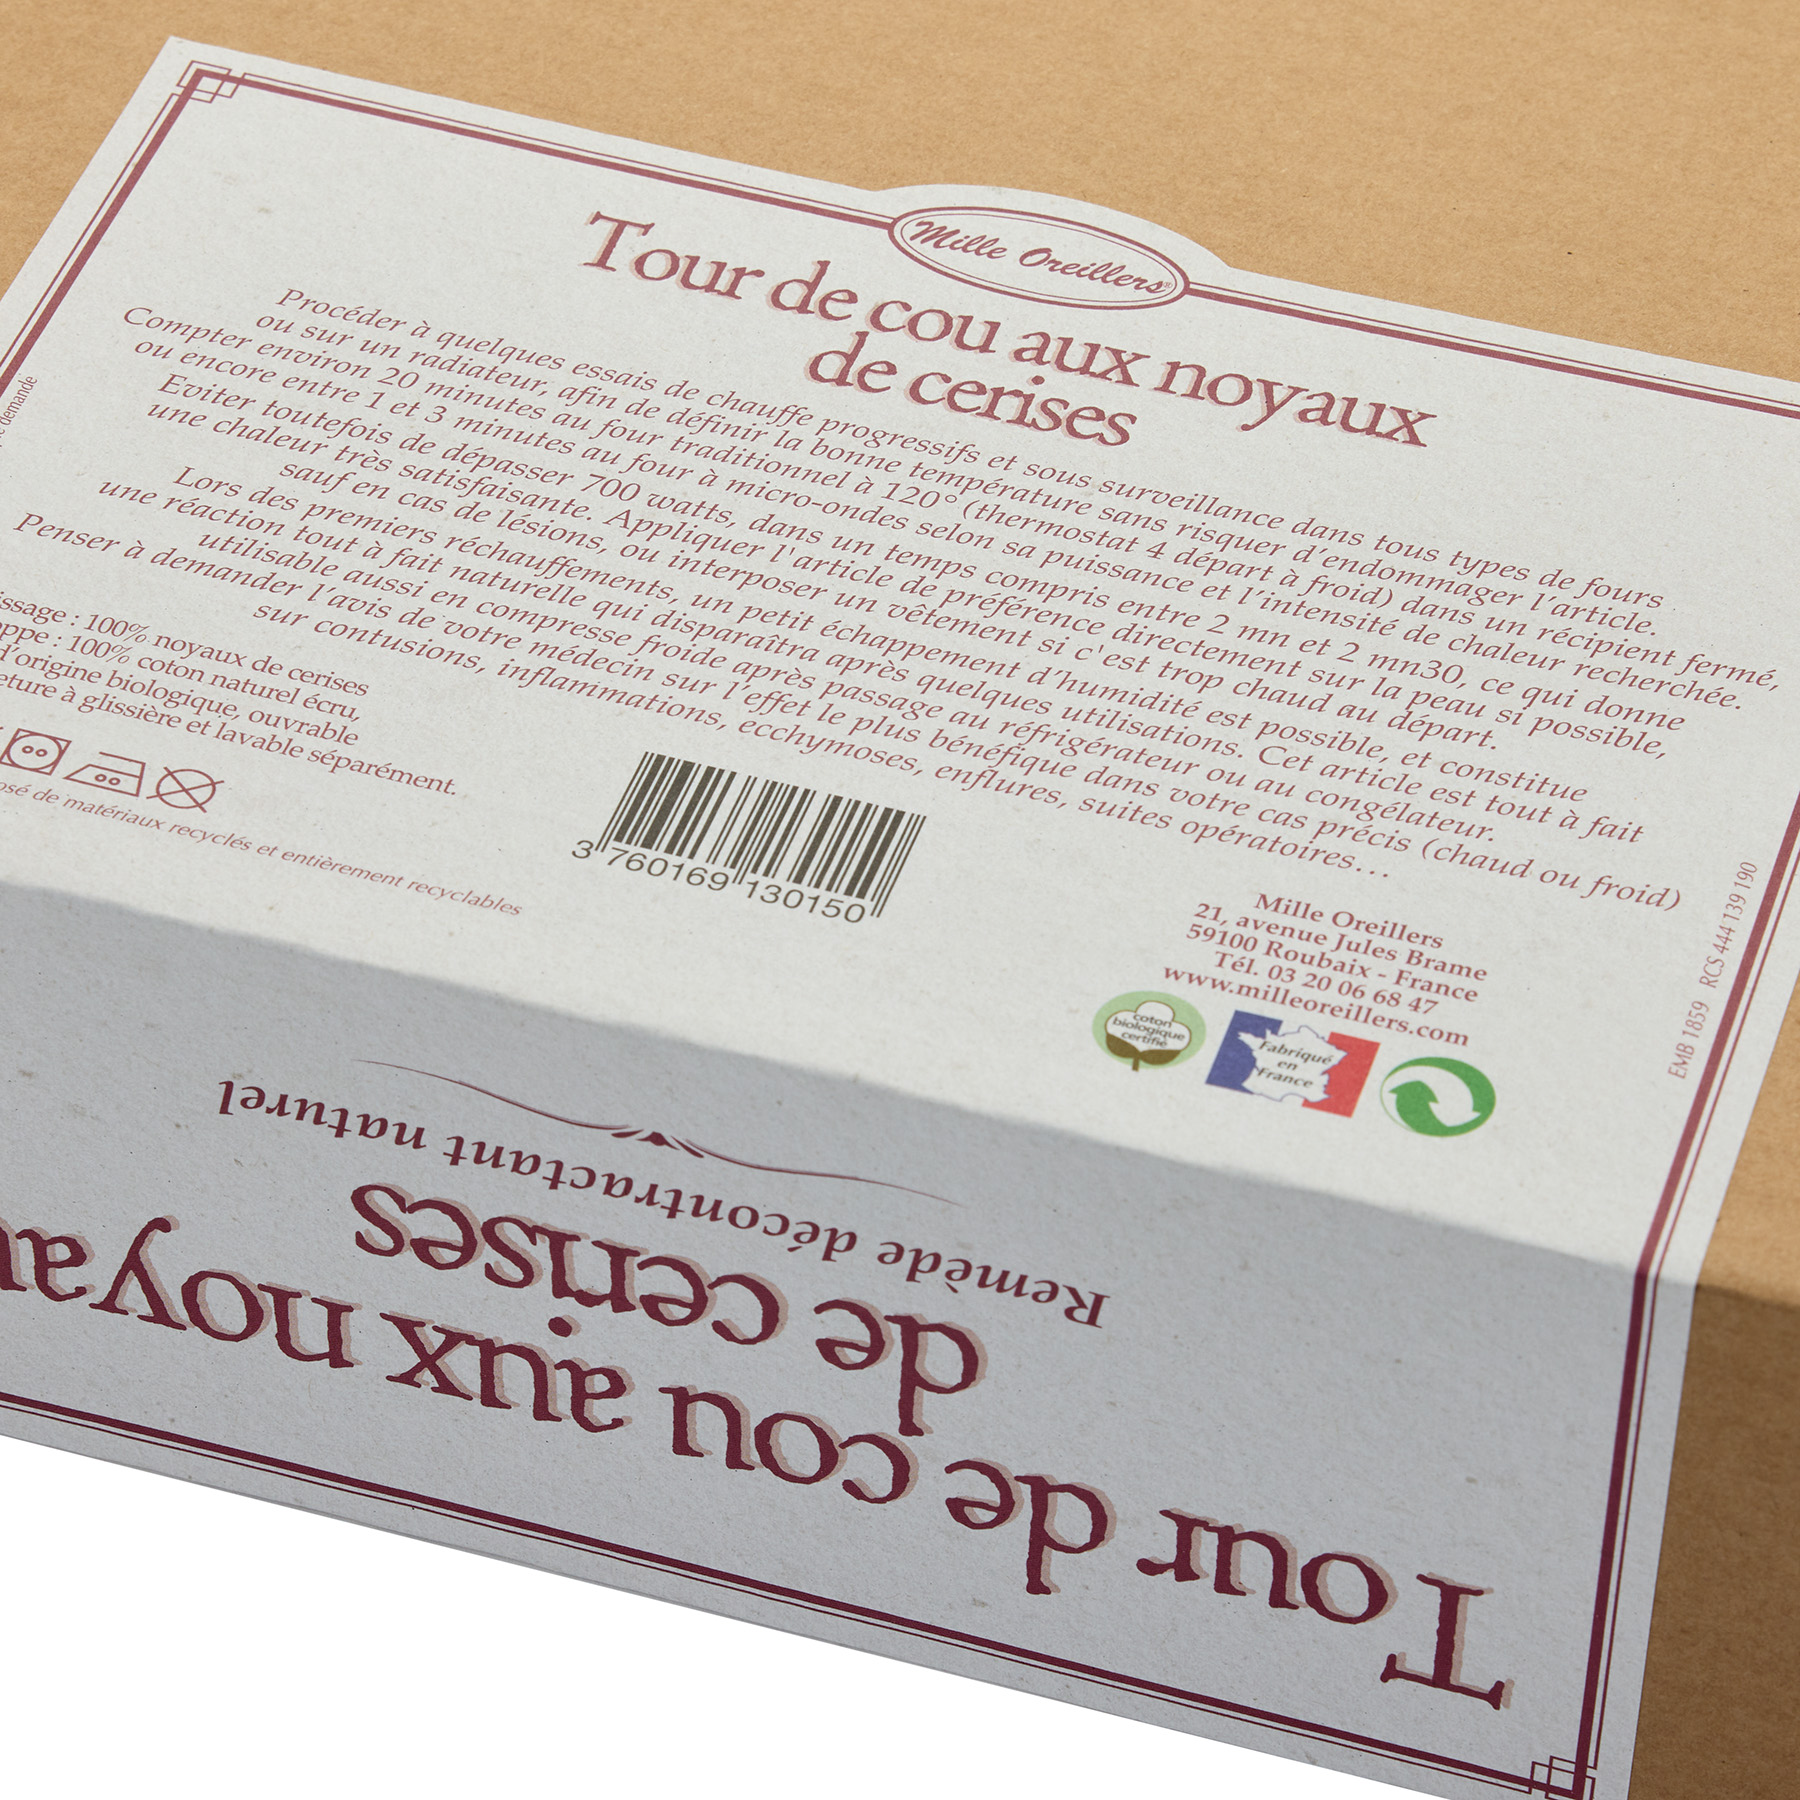 Mille Oreillers
Tour de cou aux noyaux
de cerises
Procéder à quelques essais de chauffe progressifs et sous surveillance dans tous types de fours
ou sur un radiateur, afin de définir la bonne température sans risquer d'endommager l'article.
Compter environ 20 minutes au four traditionnel à 120° (thermostat 4 départ à froid) dans un récipient fermé,
ou encore entre 1 et 3 minutes au four à micro-ondes selon sa puissance et l'intensité de chaleur recherchée.
Eviter toutefois de dépasser 700 watts, dans un temps compris entre 2 mn et 2 mn30, ce qui donne
une chaleur très satisfaisante. Appliquer l'article de préférence directement sur la peau si possible,
sauf en cas de lésions, ou interposer un vêtement si c'est trop chaud au départ.
Lors des premiers réchauffements, un petit échappement d'humidité est possible, et constitue
une réaction tout à fait naturelle qui disparaîtra après quelques utilisations. Cet article est tout à fait
utilisable aussi en compresse froide après passage au réfrigérateur ou au congélateur.
Penser à demander l'avis de votre médecin sur l'effet le plus bénéfique dans votre cas précis (chaud ou froid)
sur contusions, inflammations, ecchymoses, enflures, suites opératoires...
demande
ssage : 100% noyaux de cerises
ppe : 100% coton naturel écru,
d'origine biologique, ouvrable
eture à glissière et lavable séparément.
osé de matériaux recyclés et entièrement recyclables
3 760169 130150
Mille Oreillers
21, avenue Jules Brame
59100 Roubaix - France
Tél. 03 20 06 68 47
www.milleoreillers.com
coton
biologique
certifié
Fabriqué
en
France
EMB 1859 RCS 444 139 190
Tour de cou aux noyau
de cerises
Remède décontractant naturel